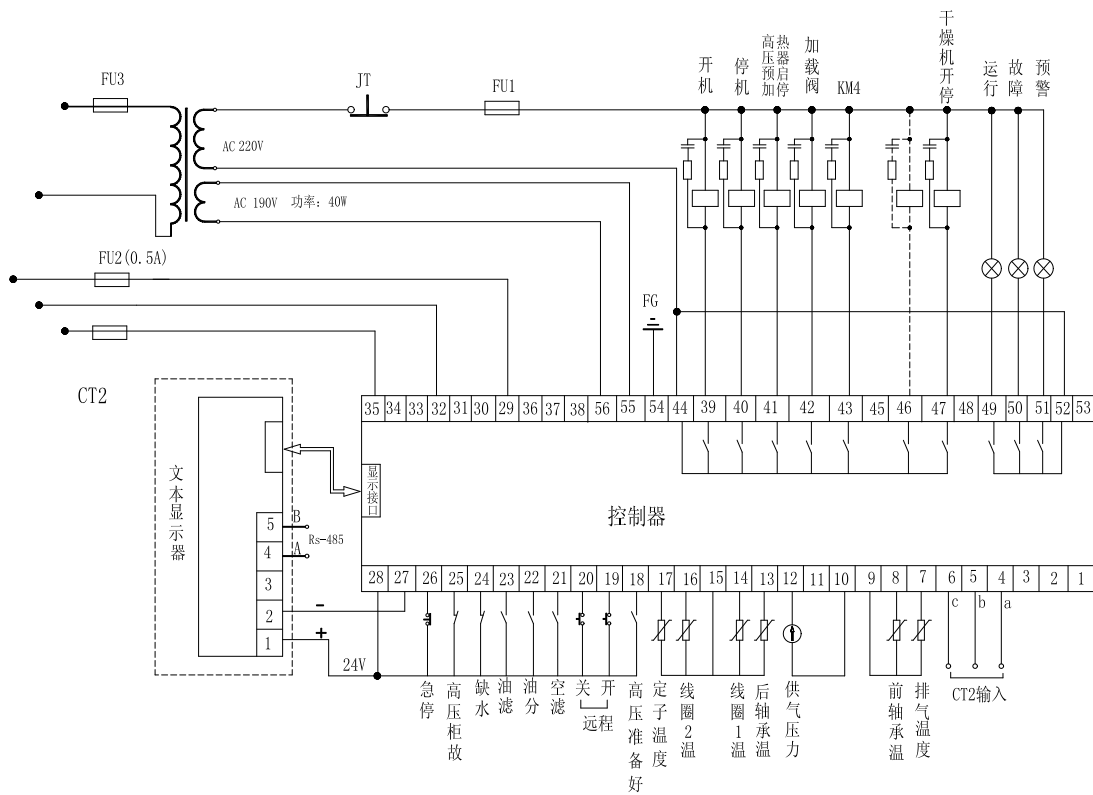 FU3
JT
FU1
开机
停机
高压预加
热器启停
加载阀
KM4
干燥机开停
运行
故障
预警
AC 220V
AC 190V 功率：40W
FU2(0.5A)
FG
CT2
35 34 33 32 31 30 29 36 37 38 56 55 54 44 39 40 41 42 43 45 46 47 48 49 50 51 52 53
文本显示器
显示接口
控制器
5 B
Rs-485
4 A
3
2 -
1 +
24V
28 27 26 25 24 23 22 21 20 19 18 17 16 15 14 13 12 11 10 9 8 7 6 5 4 3 2 1
c b a
急停
高压柜故
缺水
油滤
油分
空滤
关 开
远程
高压准备好
定子温度
线圈2温
线圈1温
后轴承温
供气压力
前轴承温
排气温度
CT2输入